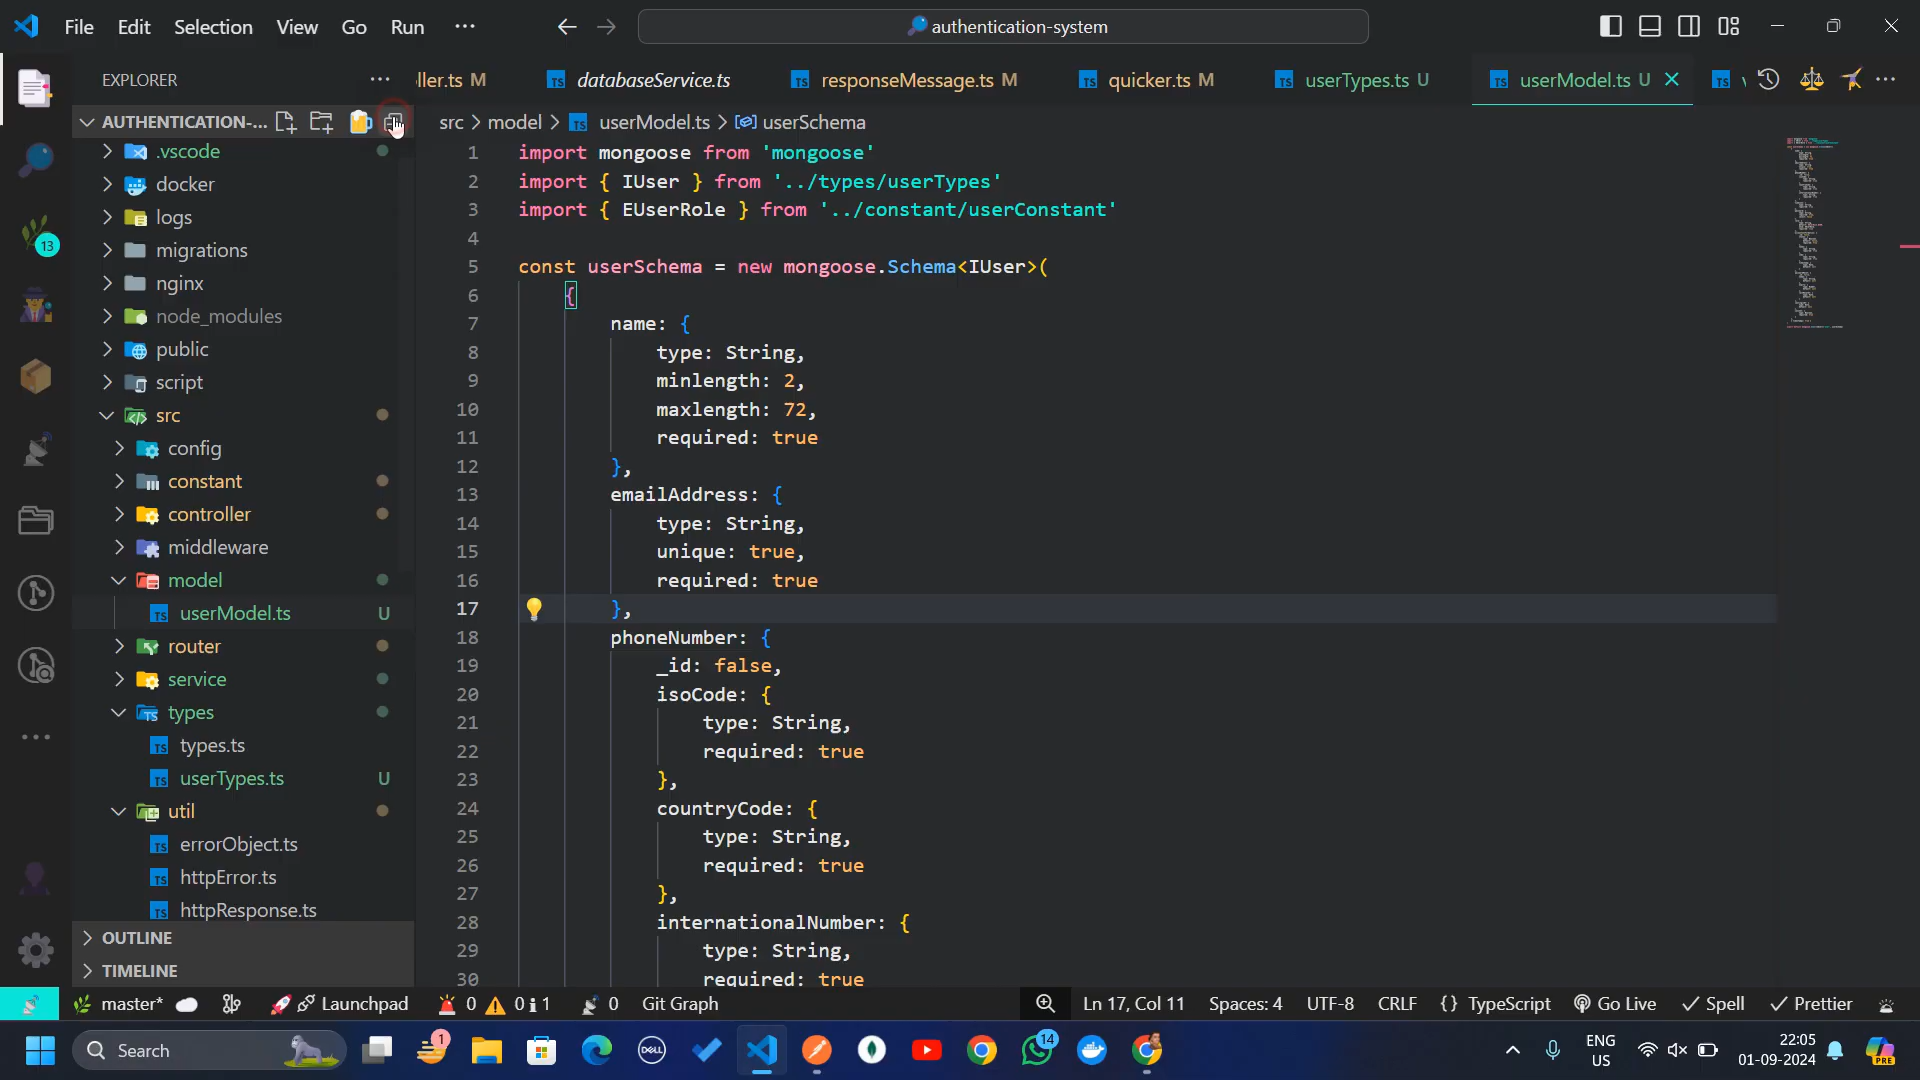 File Edit Selection View Go Run ···
authentication-system
EXPLORER
ller.ts M
databaseService.ts
responseMessage.ts M
quicker.ts M
userTypes.ts U
userModel.ts U
AUTHENTICATION-...
src > model > userModel.ts > userSchema
.vscode
docker
logs
migrations
nginx
node_modules
public
script
src
config
constant
controller
middleware
model
userModel.ts U
router
service
types
types.ts
userTypes.ts U
util
errorObject.ts
httpError.ts
httpResponse.ts
OUTLINE
TIMELINE
13
1 import mongoose from 'mongoose'
2 import { IUser } from '../types/userTypes'
3 import { EUserRole } from '../constant/userConstant'
4
5 const userSchema = new mongoose.Schema<IUser>(
6 {
7 name: {
8 type: String,
9 minlength: 2,
10 maxlength: 72,
11 required: true
12 },
13 emailAddress: {
14 type: String,
15 unique: true,
16 required: true
17 },
18 phoneNumber: {
19 _id: false,
20 isoCode: {
21 type: String,
22 required: true
23 },
24 countryCode: {
25 type: String,
26 required: true
27 },
28 internationalNumber: {
29 type: String,
30 required: true
master* Launchpad 0 0 1 0 Git Graph Ln 17, Col 11 Spaces: 4 UTF-8 CRLF {} TypeScript Go Live Spell Prettier
Search
1
DELL
14
ENG
US
22:05
01-09-2024
PRE